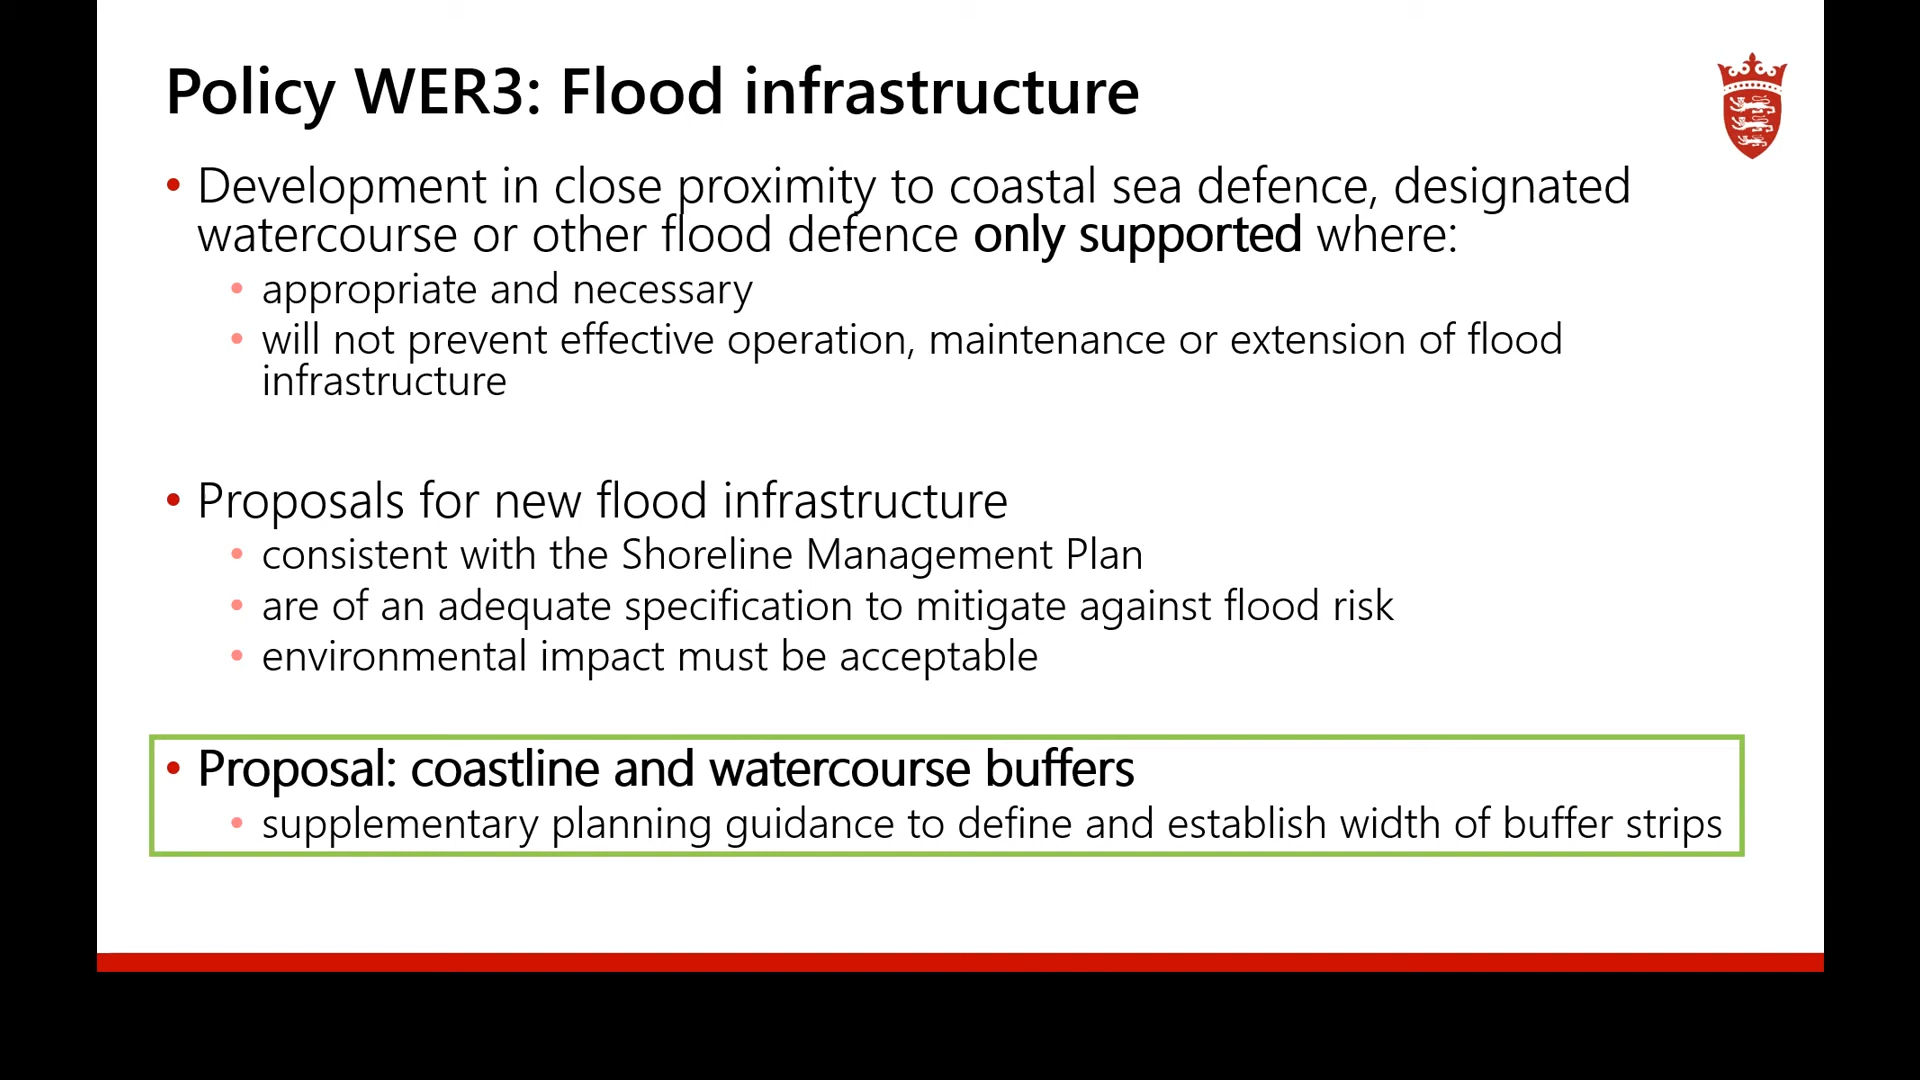 Policy WER3: Flood infrastructure
• Development in close proximity to coastal sea defence, designated
watercourse or other flood defence only supported where:
• appropriate and necessary
• will not prevent effective operation, maintenance or extension of flood
infrastructure
• Proposals for new flood infrastructure
• consistent with the Shoreline Management Plan
• are of an adequate specification to mitigate against flood risk
• environmental impact must be acceptable
• Proposal: coastline and watercourse buffers
• supplementary planning guidance to define and establish width of buffer strips